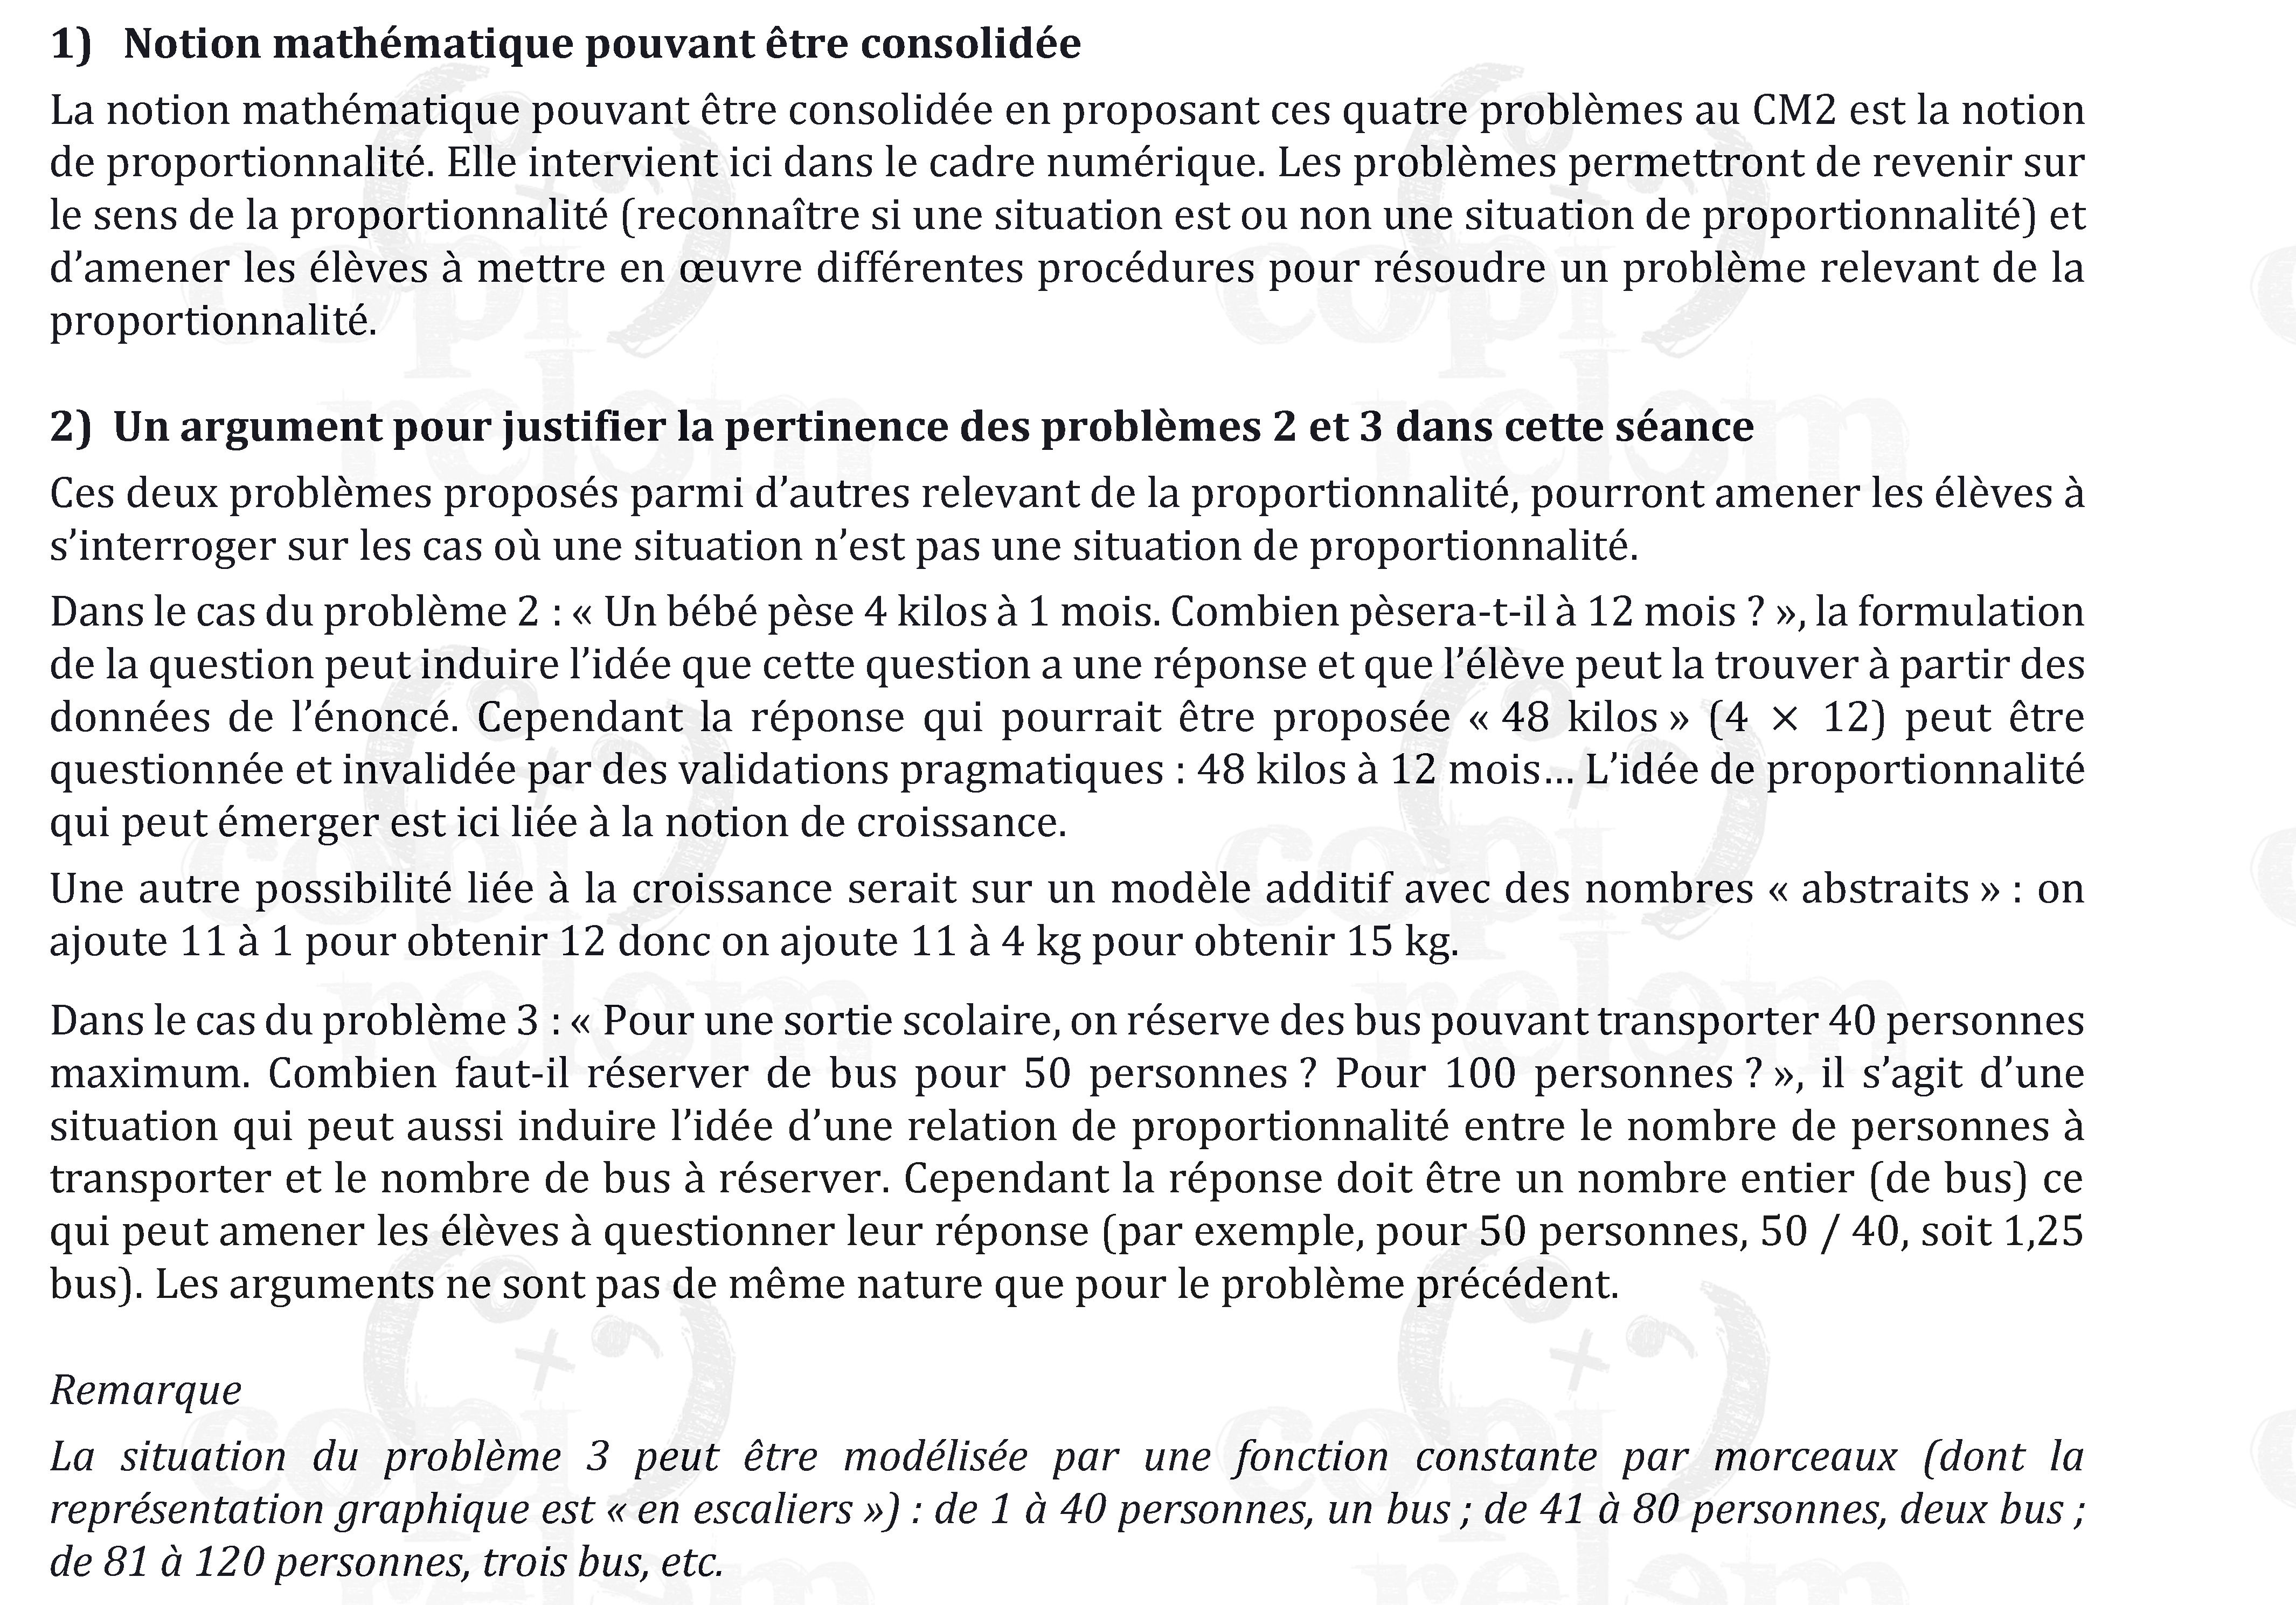 1) Notion mathématique pouvant être consolidée
La notion mathématique pouvant être consolidée en proposant ces quatre problèmes au CM2 est la notion
de proportionnalité. Elle intervient ici dans le cadre numérique. Les problèmes permettront de revenir sur
le sens de la proportionnalité (reconnaître si une situation est ou non une situation de proportionnalité) et
d’amener les élèves à mettre en œuvre différentes procédures pour résoudre un problème relevant de la
proportionnalité.
2) Un argument pour justifier la pertinence des problèmes 2 et 3 dans cette séance
Ces deux problèmes proposés parmi d’autres relevant de la proportionnalité, pourront amener les élèves à
s’interroger sur les cas où une situation n’est pas une situation de proportionnalité.
Dans le cas du problème 2 : « Un bébé pèse 4 kilos à 1 mois. Combien pèsera-t-il à 12 mois ? », la formulation
de la question peut induire l’idée que cette question a une réponse et que l’élève peut la trouver à partir des
données de l’énoncé. Cependant la réponse qui pourrait être proposée « 48 kilos » (4 × 12) peut être
questionnée et invalidée par des validations pragmatiques : 48 kilos à 12 mois… L’idée de proportionnalité
qui peut émerger est ici liée à la notion de croissance.
Une autre possibilité liée à la croissance serait sur un modèle additif avec des nombres « abstraits » : on
ajoute 11 à 1 pour obtenir 12 donc on ajoute 11 à 4 kg pour obtenir 15 kg.
Dans le cas du problème 3 : « Pour une sortie scolaire, on réserve des bus pouvant transporter 40 personnes
maximum. Combien faut-il réserver de bus pour 50 personnes ? Pour 100 personnes ? », il s’agit d’une
situation qui peut aussi induire l’idée d’une relation de proportionnalité entre le nombre de personnes à
transporter et le nombre de bus à réserver. Cependant la réponse doit être un nombre entier (de bus) ce
qui peut amener les élèves à questionner leur réponse (par exemple, pour 50 personnes, 50 / 40, soit 1,25
bus). Les arguments ne sont pas de même nature que pour le problème précédent.
Remarque
La situation du problème 3 peut être modélisée par une fonction constante par morceaux (dont la
représentation graphique est « en escaliers ») : de 1 à 40 personnes, un bus ; de 41 à 80 personnes, deux bus ;
de 81 à 120 personnes, trois bus, etc.
copi
relom
copi
relom
copi
relom
copi
relom
copi
relom
copi
relom